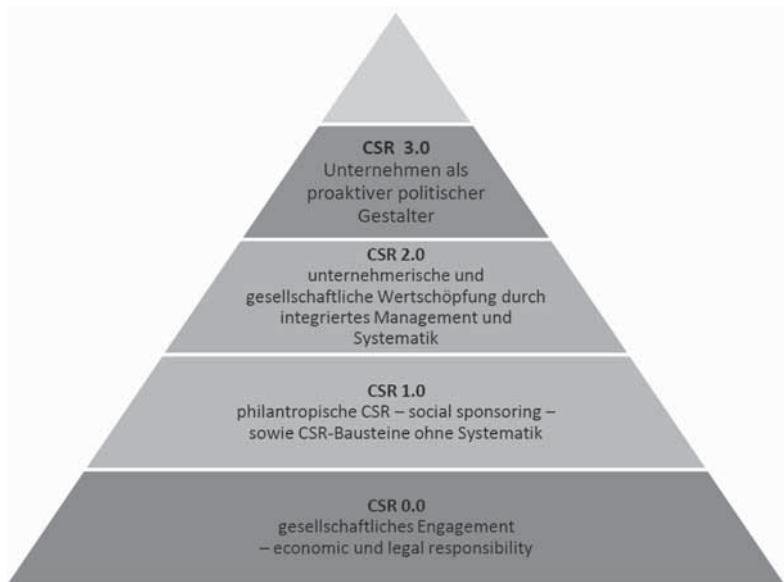 CSR 3.0
Unternehmen als
proaktiver politischer
Gestalter
CSR 2.0
unternehmerische und
gesellschaftliche Wertschöpfung durch
integriertes Management und
Systematik
CSR 1.0
philantropische CSR – social sponsoring –
sowie CSR-Bausteine ohne Systematik
CSR 0.0
gesellschaftliches Engagement
– economic und legal responsibility